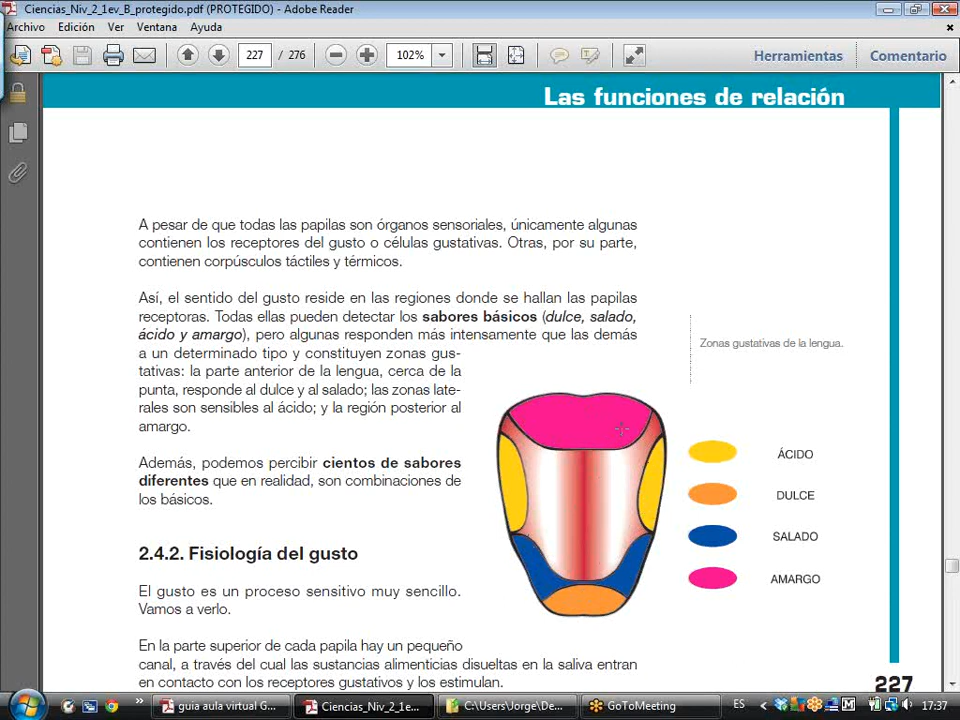 Ciencias_Niv_2_1ev_B_protegido.pdf (PROTEGIDO) - Adobe Reader
Archivo Edición Ver Ventana Ayuda
227 / 276 102% Herramientas Comentario
Las funciones de relación
A pesar de que todas las papilas son órganos sensoriales, únicamente algunas
contienen los receptores del gusto o células gustativas. Otras, por su parte,
contienen corpúsculos táctiles y térmicos.
Así, el sentido del gusto reside en las regiones donde se hallan las papilas
receptoras. Todas ellas pueden detectar los sabores básicos (dulce, salado,
ácido y amargo), pero algunas responden más intensamente que las demás
a un determinado tipo y constituyen zonas gus-
tativas: la parte anterior de la lengua, cerca de la
punta, responde al dulce y al salado; las zonas late-
rales son sensibles al ácido; y la región posterior al
amargo.
Además, podemos percibir cientos de sabores
diferentes que en realidad, son combinaciones de
los básicos.
2.4.2. Fisiología del gusto
El gusto es un proceso sensitivo muy sencillo.
Vamos a verlo.
En la parte superior de cada papila hay un pequeño
canal, a través del cual las sustancias alimenticias disueltas en la saliva entran
en contacto con los receptores gustativos y los estimulan.
Zonas gustativas de la lengua.
ÁCIDO
DULCE
SALADO
AMARGO
227
guia aula virtual G... Ciencias_Niv_2_1e... C:\Users\Jorge\De... GoToMeeting ES 17:37